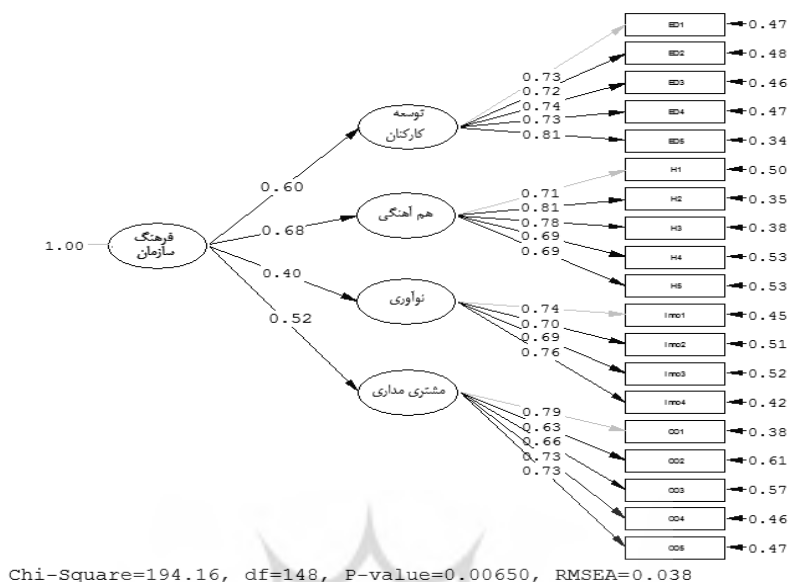 1.00
فرهنگ
سازمان
0.60
0.68
0.40
0.52
توسعه
کارکنان
هم آهنگی
نوآوری
مشتری مداری
0.73
0.72
0.74
0.73
0.81
0.71
0.81
0.78
0.69
0.69
0.74
0.70
0.69
0.76
0.79
0.63
0.66
0.73
0.73
ED1 0.47
ED2 0.48
ED3 0.46
ED4 0.47
ED5 0.34
H1 0.50
H2 0.35
H3 0.38
H4 0.53
H5 0.53
Inno1 0.45
Inno2 0.51
Inno3 0.52
Inno4 0.42
CO1 0.38
CO2 0.61
CO3 0.57
CO4 0.46
CO5 0.47
Chi-Square=194.16, df=148, P-value=0.00650, RMSEA=0.038